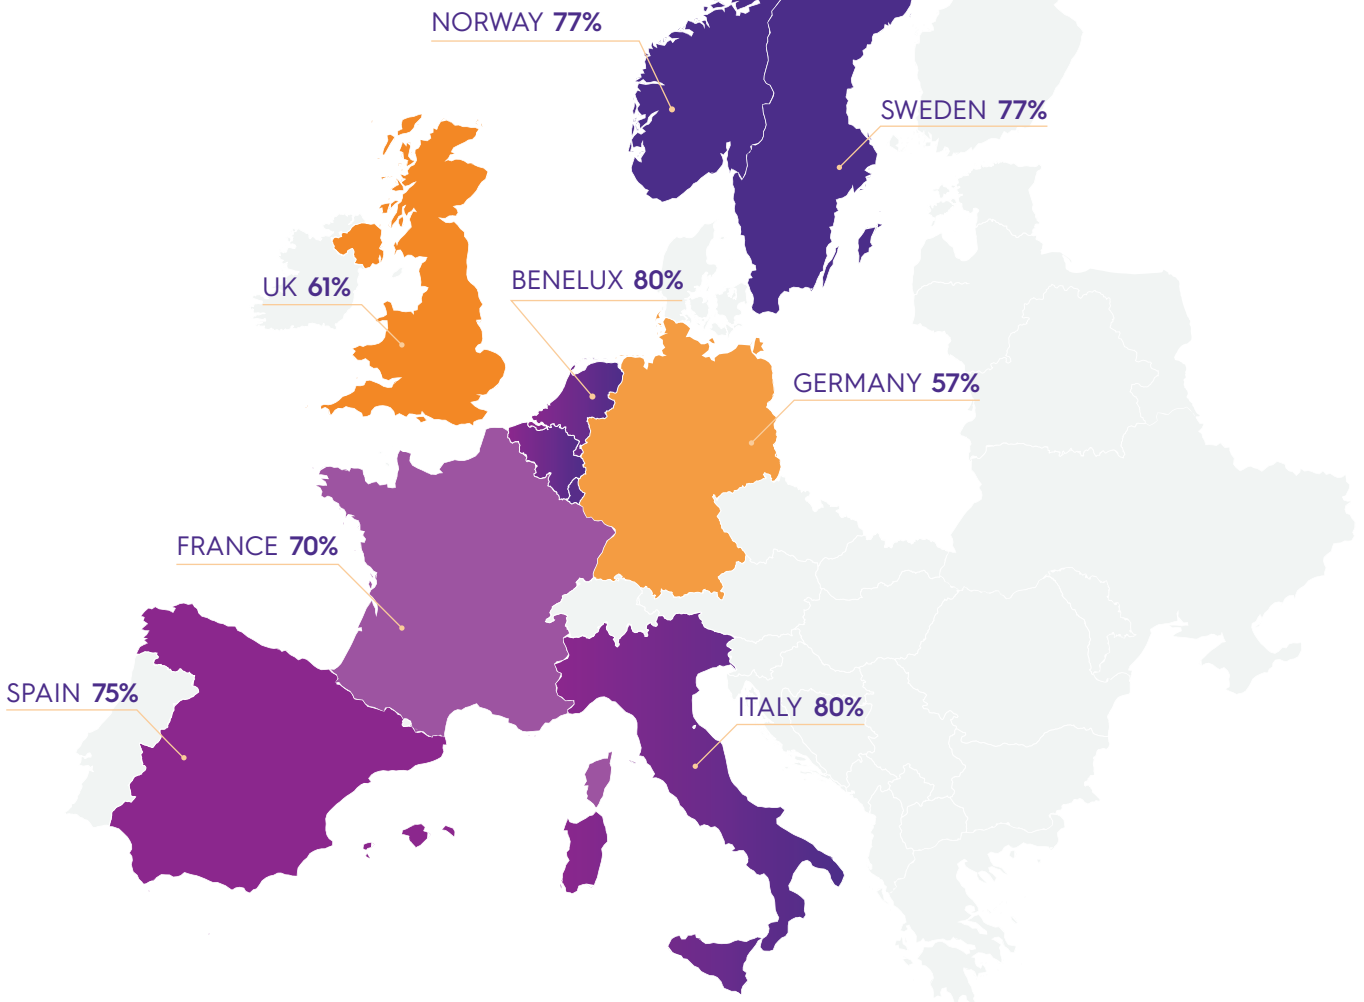 NORWAY 77%
SWEDEN 77%
UK 61%
BENELUX 80%
GERMANY 57%
FRANCE 70%
SPAIN 75%
ITALY 80%